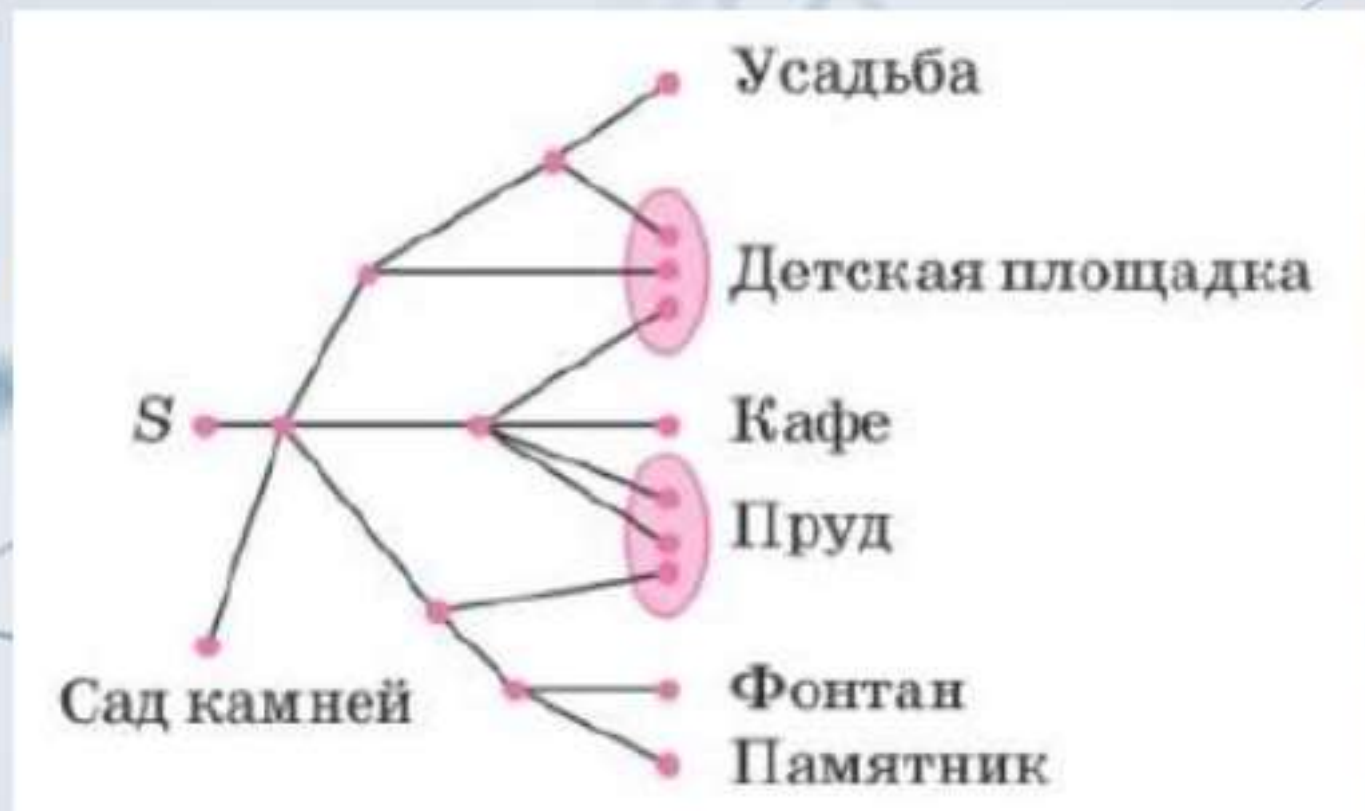 Усадьба
Детская площадка
S
Кафе
Пруд
Сад камней
Фонтан
Памятник